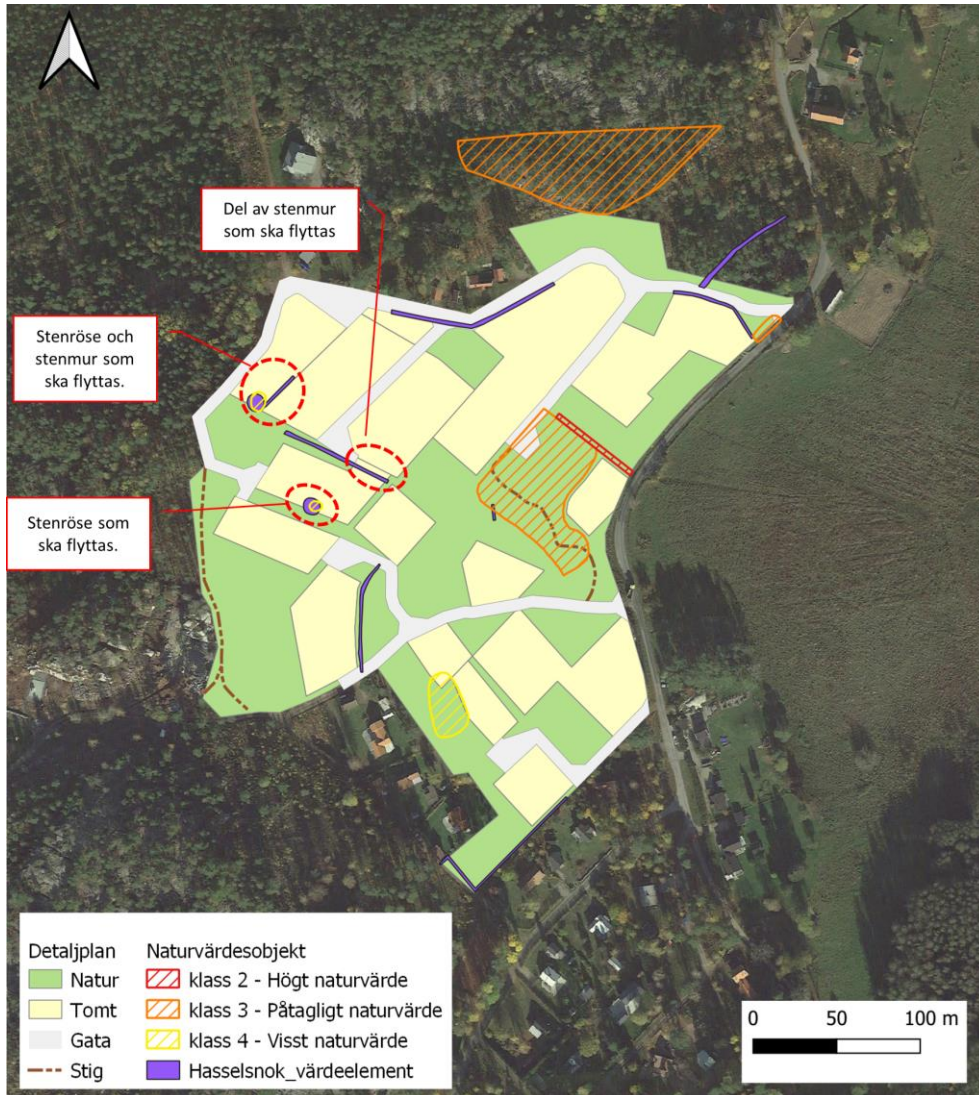 Del av stenmur
som ska flyttas
Stenröse och
stenmur som
ska flyttas.
Stenröse som
ska flyttas.
Detaljplan
Natur
Tomt
Gata
Stig
Naturvärdesobjekt
klass 2 - Högt naturvärde
klass 3 - Påtagligt naturvärde
klass 4 - Visst naturvärde
Hasselsnok_värdeelement
0 50 100 m